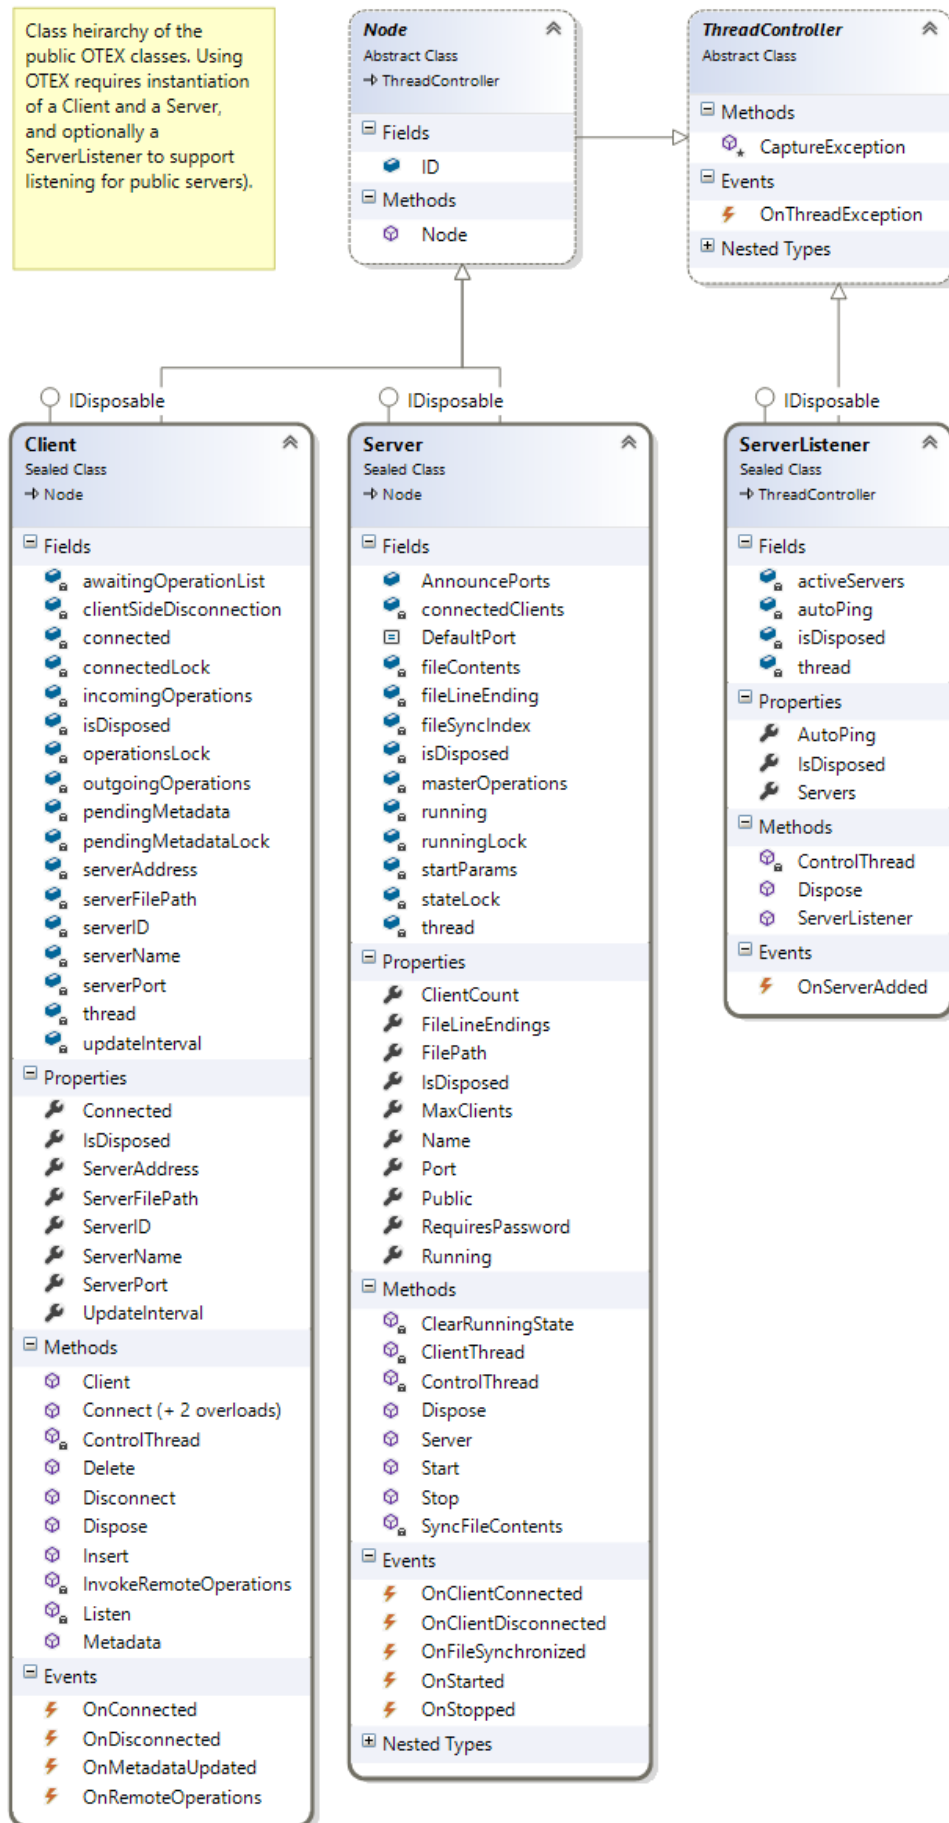 Class heirarchy of the
public OTEX classes. Using
OTEX requires instantiation
of a Client and a Server,
and optionally a
ServerListener to support
listening for public servers).
Node
Abstract Class
ThreadController
Fields
ID
Methods
Node
ThreadController
Abstract Class
Methods
CaptureException
Events
OnThreadException
Nested Types
IDisposable
Client
Sealed Class
Node
Fields
awaitingOperationList
clientSideDisconnection
connected
connectedLock
incomingOperations
isDisposed
operationsLock
outgoingOperations
pendingMetadata
pendingMetadataLock
serverAddress
serverFilePath
serverID
serverName
serverPort
thread
updateInterval
Properties
Connected
IsDisposed
ServerAddress
ServerFilePath
ServerID
ServerName
ServerPort
UpdateInterval
Methods
Client
Connect (+ 2 overloads)
ControlThread
Delete
Disconnect
Dispose
Insert
InvokeRemoteOperations
Listen
Metadata
Events
OnConnected
OnDisconnected
OnMetadataUpdated
OnRemoteOperations
IDisposable
Server
Sealed Class
Node
Fields
AnnouncePorts
connectedClients
DefaultPort
fileContents
fileLineEnding
fileSyncIndex
isDisposed
masterOperations
running
runningLock
startParams
stateLock
thread
Properties
ClientCount
FileLineEndings
FilePath
IsDisposed
MaxClients
Name
Port
Public
RequiresPassword
Running
Methods
ClearRunningState
ClientThread
ControlThread
Dispose
Server
Start
Stop
SyncFileContents
Events
OnClientConnected
OnClientDisconnected
OnFileSynchronized
OnStarted
OnStopped
Nested Types
IDisposable
ServerListener
Sealed Class
ThreadController
Fields
activeServers
autoPing
isDisposed
thread
Properties
AutoPing
IsDisposed
Servers
Methods
ControlThread
Dispose
ServerListener
Events
OnServerAdded